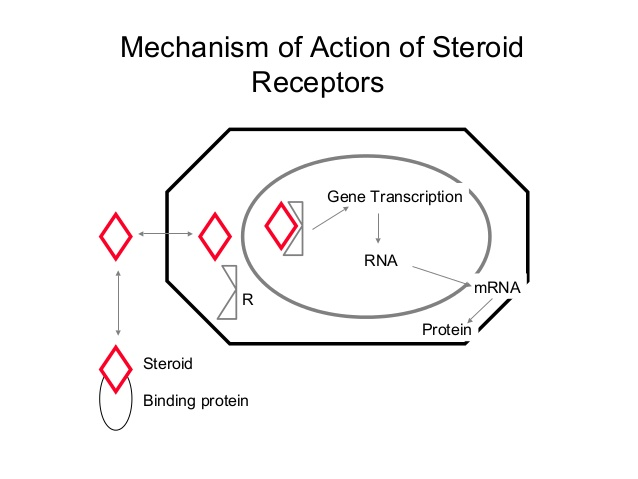 Mechanism of Action of Steroid
Receptors
Gene Transcription
RNA
mRNA
R
Protein
Steroid
Binding protein